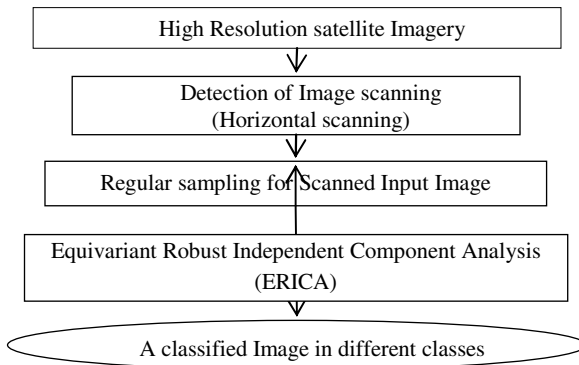 High Resolution satellite Imagery
Detection of Image scanning
(Horizontal scanning)
Regular sampling for Scanned Input Image
Equivariant Robust Independent Component Analysis
(ERICA)
A classified Image in different classes